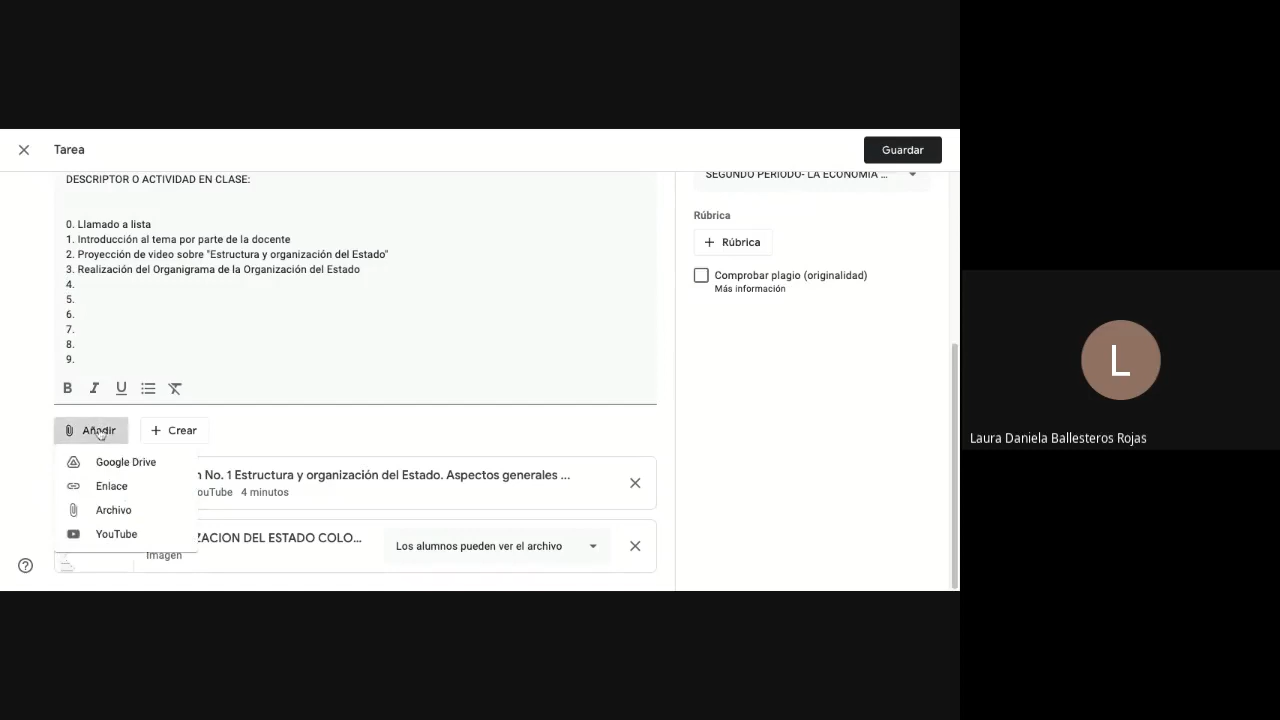 Tarea
Guardar
DESCRIPTOR O ACTIVIDAD EN CLASE:
0. Llamado a lista
1. Introducción al tema por parte de la docente
2. Proyección de video sobre "Estructura y organización del Estado"
3. Realización del Organigrama de la Organización del Estado
4.
5.
6.
7.
8.
9.
B I U
Añadir
Crear
Google Drive
Enlace
Archivo
YouTube
n No. 1 Estructura y organización del Estado. Aspectos generales ...
ouTube 4 minutos
ZACION DEL ESTADO COLO...
Imagen
Los alumnos pueden ver el archivo
SEGUNDO PERIODO- LA ECONOMIA ...
Rúbrica
+ Rúbrica
Comprobar plagio (originalidad)
Más información
L
Laura Daniela Ballesteros Rojas